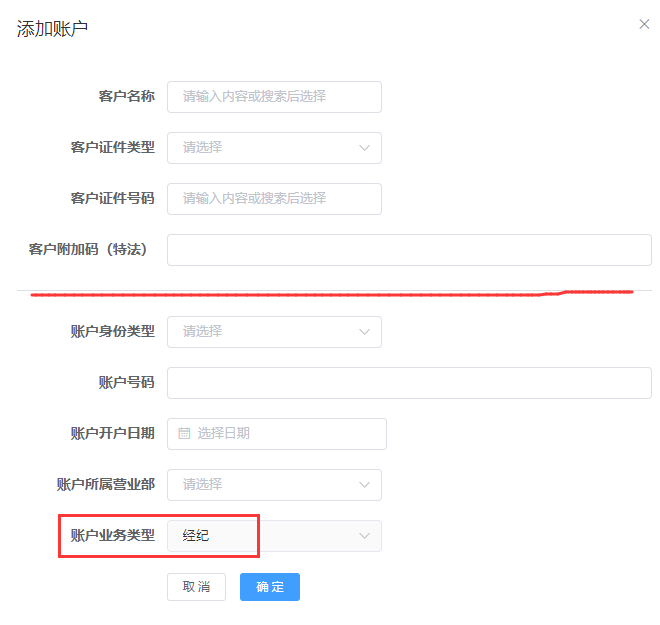 添加账户
客户名称 请输入内容或搜索后选择
客户证件类型 请选择
客户证件号码 请输入内容或搜索后选择
客户附加码（特法）
账户身份类型 请选择
账户号码
账户开户日期 选择日期
账户所属营业部 请选择
账户业务类型 经纪
取消 确定